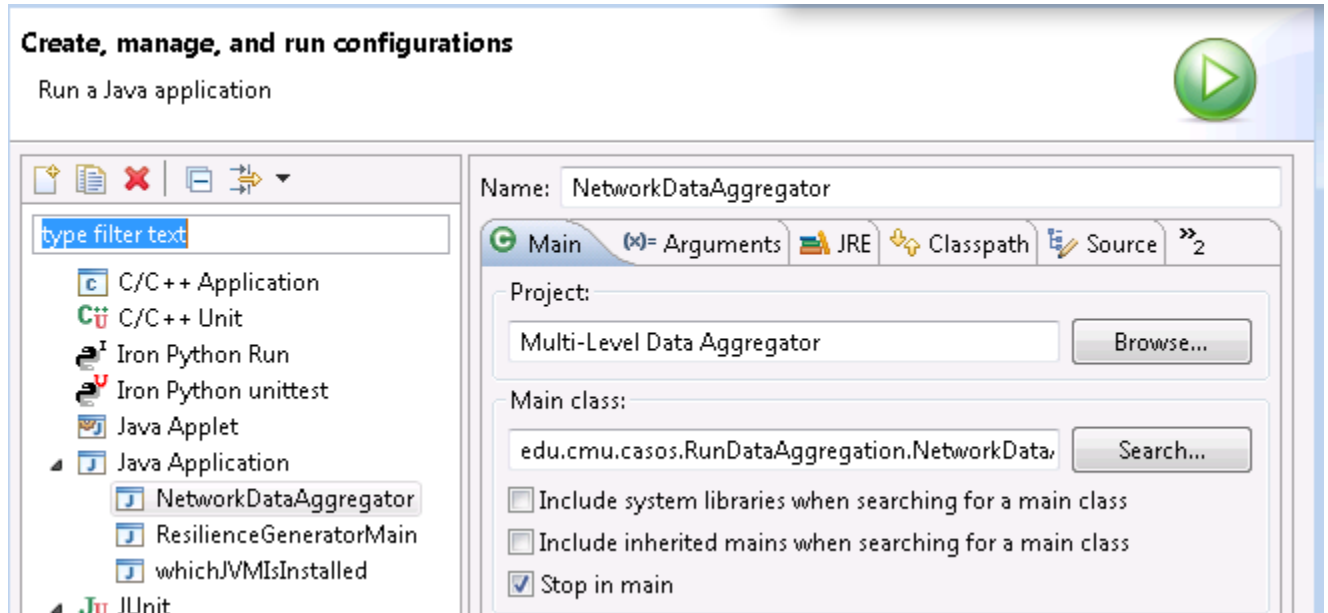 Create, manage, and run configurations
Run a Java application
type filter text
C/C++ Application
C/C++ Unit
Iron Python Run
Iron Python unittest
Java Applet
Java Application
NetworkDataAggregator
ResilienceGeneratorMain
whichJVMIsInstalled
JUnit
Name: NetworkDataAggregator
Main (x)= Arguments JRE Classpath Source »2
Project:
Multi-Level Data Aggregator Browse...
Main class:
edu.cmu.casos.RunDataAggregation.NetworkData Search...
Include system libraries when searching for a main class
Include inherited mains when searching for a main class
Stop in main